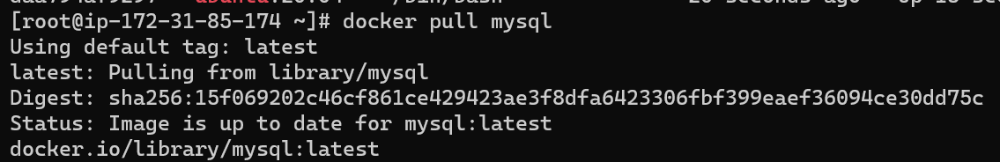 [root@ip-172-31-85-174 ~]# docker pull mysql
Using default tag: latest
latest: Pulling from library/mysql
Digest: sha256:15f069202c46cf861ce429423ae3f8dfa6423306fbf399eaef36094ce30dd75c
Status: Image is up to date for mysql:latest
docker.io/library/mysql:latest